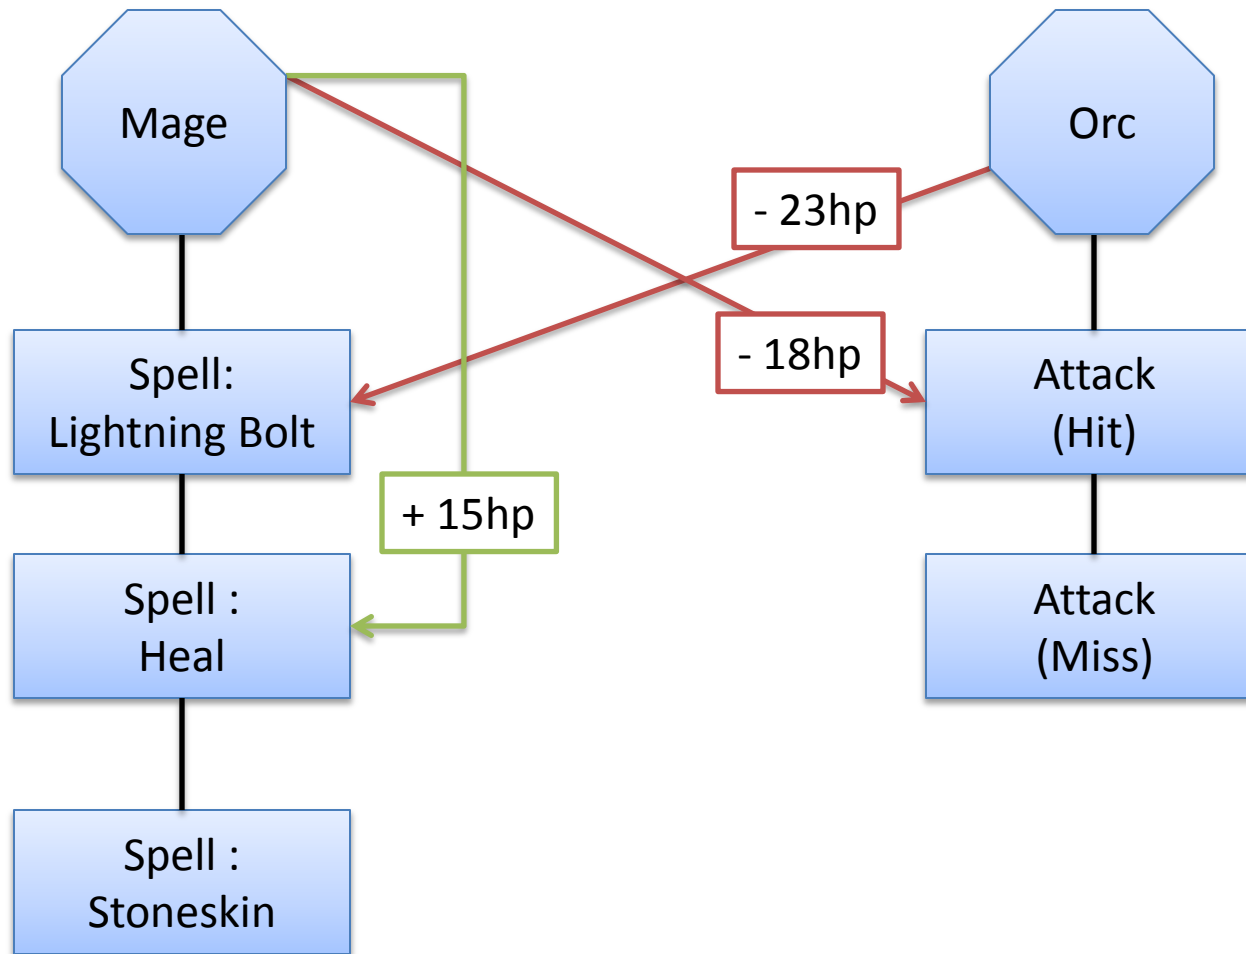 Mage
Orc
- 23hp
- 18hp
Spell:
Lightning Bolt
Attack
(Hit)
+ 15hp
Spell :
Heal
Attack
(Miss)
Spell :
Stoneskin